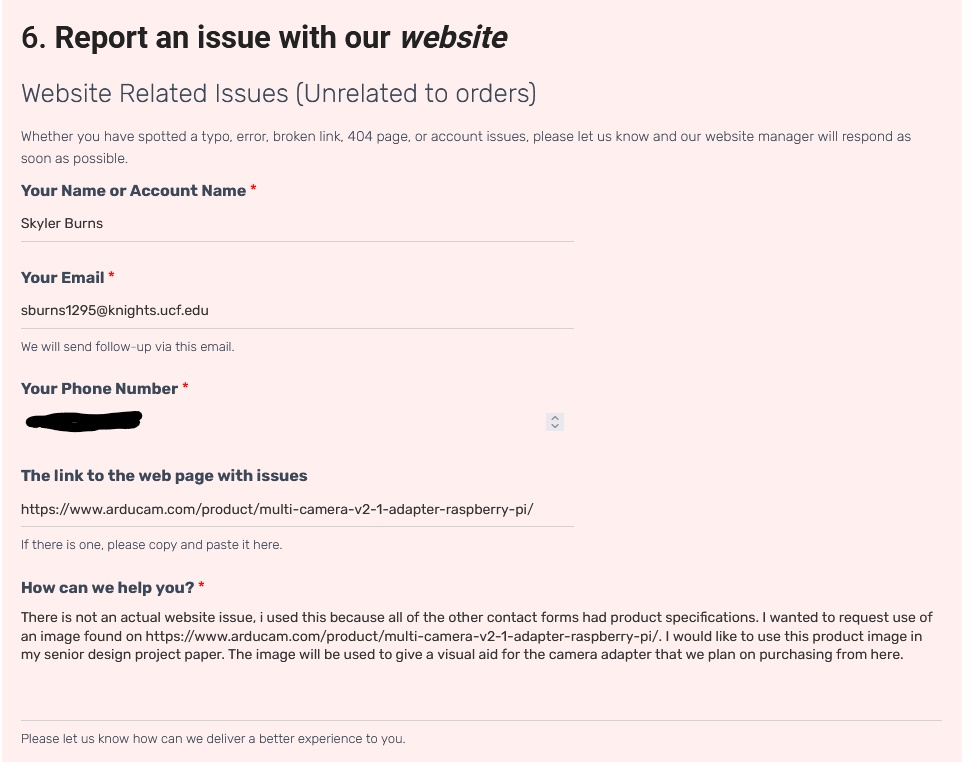 6. Report an issue with our website
Website Related Issues (Unrelated to orders)
Whether you have spotted a typo, error, broken link, 404 page, or account issues, please let us know and our website manager will respond as
soon as possible.
Your Name or Account Name *
Skyler Burns
Your Email *
sburns1295@knights.ucf.edu
We will send follow-up via this email.
Your Phone Number *
The link to the web page with issues
https://www.arducam.com/product/multi-camera-v2-1-adapter-raspberry-pi/
If there is one, please copy and paste it here.
How can we help you? *
There is not an actual website issue, i used this because all of the other contact forms had product specifications. I wanted to request use of
an image found on https://www.arducam.com/product/multi-camera-v2-1-adapter-raspberry-pi/. I would like to use this product image in
my senior design project paper. The image will be used to give a visual aid for the camera adapter that we plan on purchasing from here.
Please let us know how can we deliver a better experience to you.